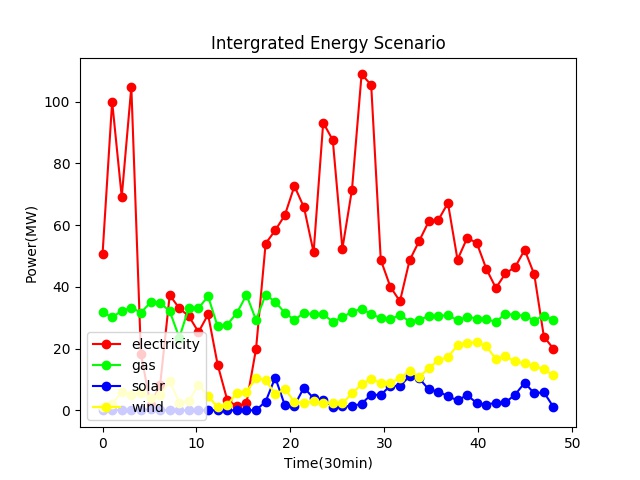 Intergrated Energy Scenario
Power(MW)
100
80
60
40
20
0
electricity
gas
solar
wind
0 10 20 30 40 50
Time(30min)